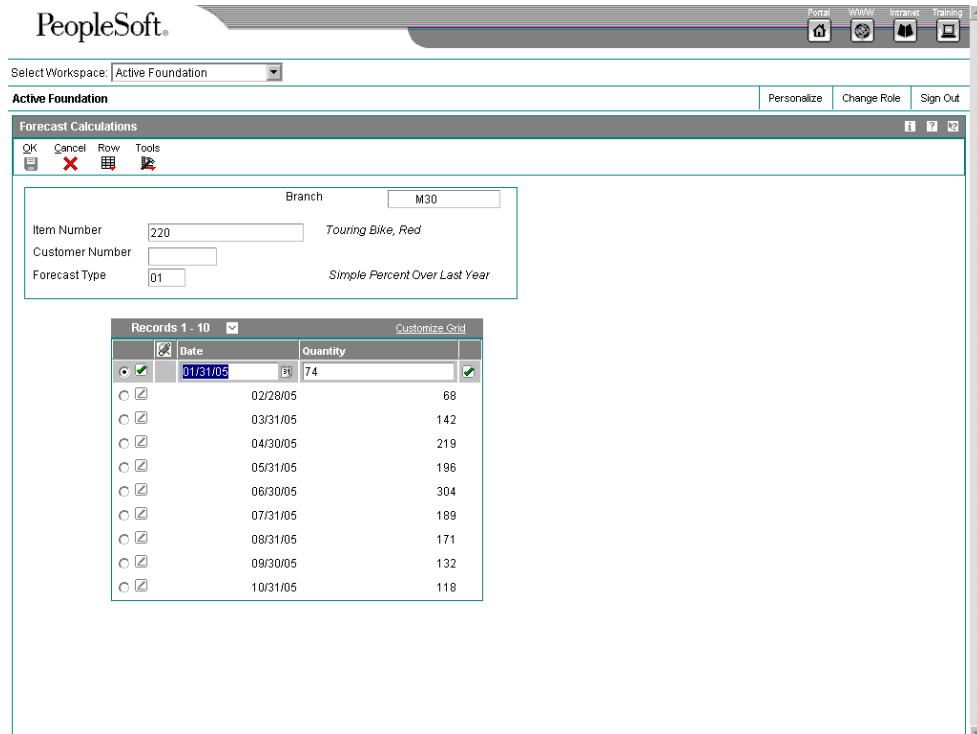 PeopleSoft®
Portal WWW Intranet Training
Select Workspace: Active Foundation
Active Foundation Personalize Change Role Sign Out
Forecast Calculations
OK Cancel Row Tools
Branch M30
Item Number 220 Touring Bike, Red
Customer Number
Forecast Type 01 Simple Percent Over Last Year
Records 1 - 10 Customize Grid
Date Quantity
01/31/05 31 74
02/28/05 68
03/31/05 142
04/30/05 219
05/31/05 196
06/30/05 304
07/31/05 189
08/31/05 171
09/30/05 132
10/31/05 118